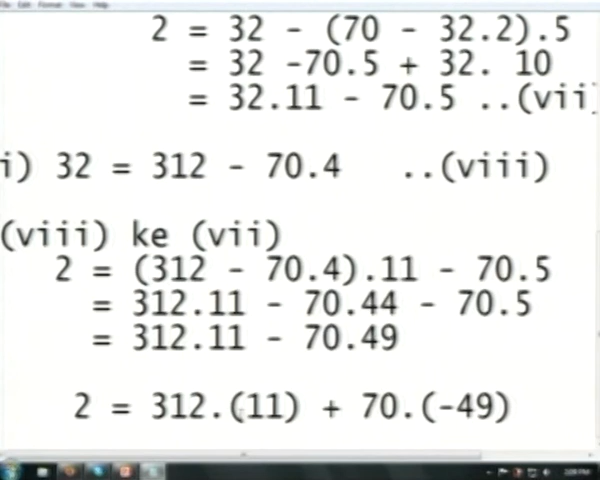 2 = 32 - (70 - 32.2).5
= 32 -70.5 + 32. 10
= 32.11 - 70.5 ..(vii)
i) 32 = 312 - 70.4 ..(viii)
(viii) ke (vii)
2 = (312 - 70.4).11 - 70.5
= 312.11 - 70.44 - 70.5
= 312.11 - 70.49
2 = 312.(11) + 70.(-49)